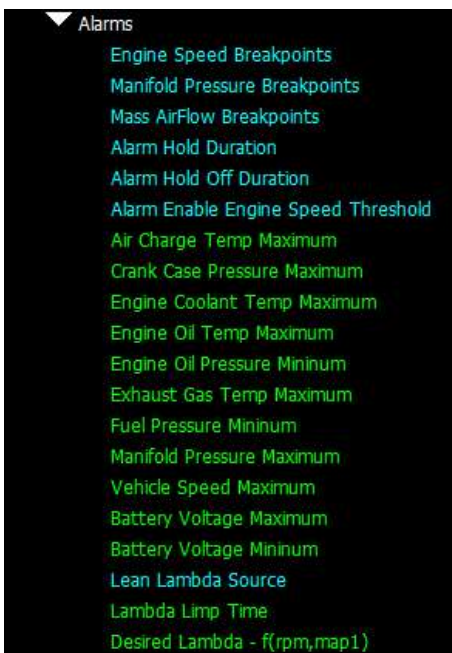 Alarms
Engine Speed Breakpoints
Manifold Pressure Breakpoints
Mass AirFlow Breakpoints
Alarm Hold Duration
Alarm Hold Off Duration
Alarm Enable Engine Speed Threshold
Air Charge Temp Maximum
Crank Case Pressure Maximum
Engine Coolant Temp Maximum
Engine Oil Temp Maximum
Engine Oil Pressure Mininum
Exhaust Gas Temp Maximum
Fuel Pressure Mininum
Manifold Pressure Maximum
Vehicle Speed Maximum
Battery Voltage Maximum
Battery Voltage Mininum
Lean Lambda Source
Lambda Limp Time
Desired Lambda - f(rpm,map1)